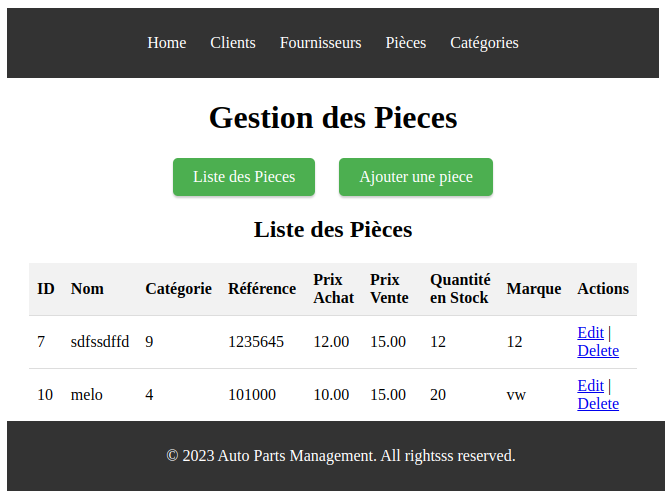 Home Clients Fournisseurs Pièces Catégories
Gestion des Pieces
Liste des Pieces Ajouter une piece
Liste des Pièces
ID Nom Catégorie Référence Prix Achat Prix Vente Quantité en Stock Marque Actions
7 sdfssdffd 9 1235645 12.00 15.00 12 12 Edit | Delete
10 melo 4 101000 10.00 15.00 20 vw Edit | Delete
© 2023 Auto Parts Management. All rightsss reserved.